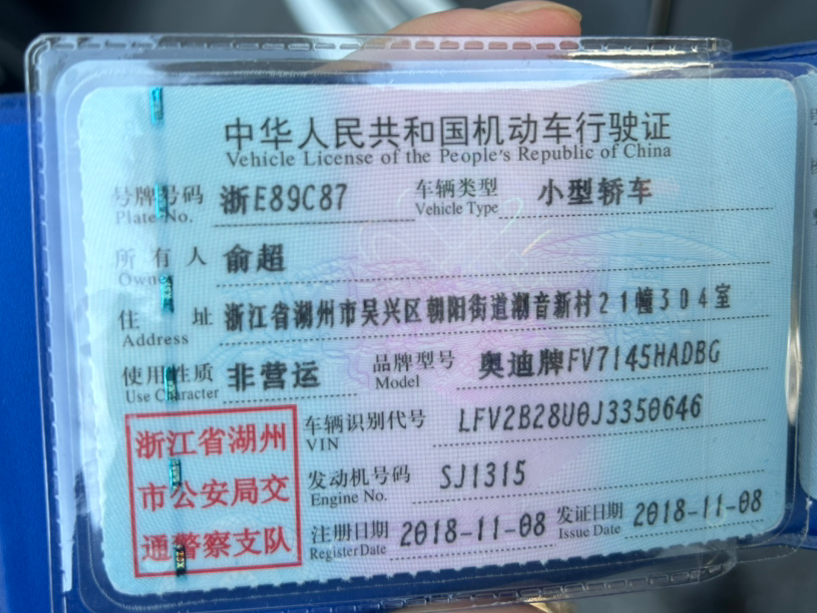 中华人民共和国机动车行驶证
Vehicle License of the People's Republic of China
号牌号码 浙E89C87 车辆类型 小型轿车
Plate No. Vehicle Type
所有人 俞超
Owner
住址 浙江省湖州市吴兴区朝阳街道潮音新村21幢304室
Address
使用性质 非营运 品牌型号 奥迪牌FV7145HADBG
Use Character Model
浙江省湖州
市公安局交
通警察支队
车辆识别代号 LFV2B28U0J3350646
VIN
发动机号码 SJ1315
Engine No.
注册日期 2018-11-08 发证日期 2018-11-08
Register Date Issue Date